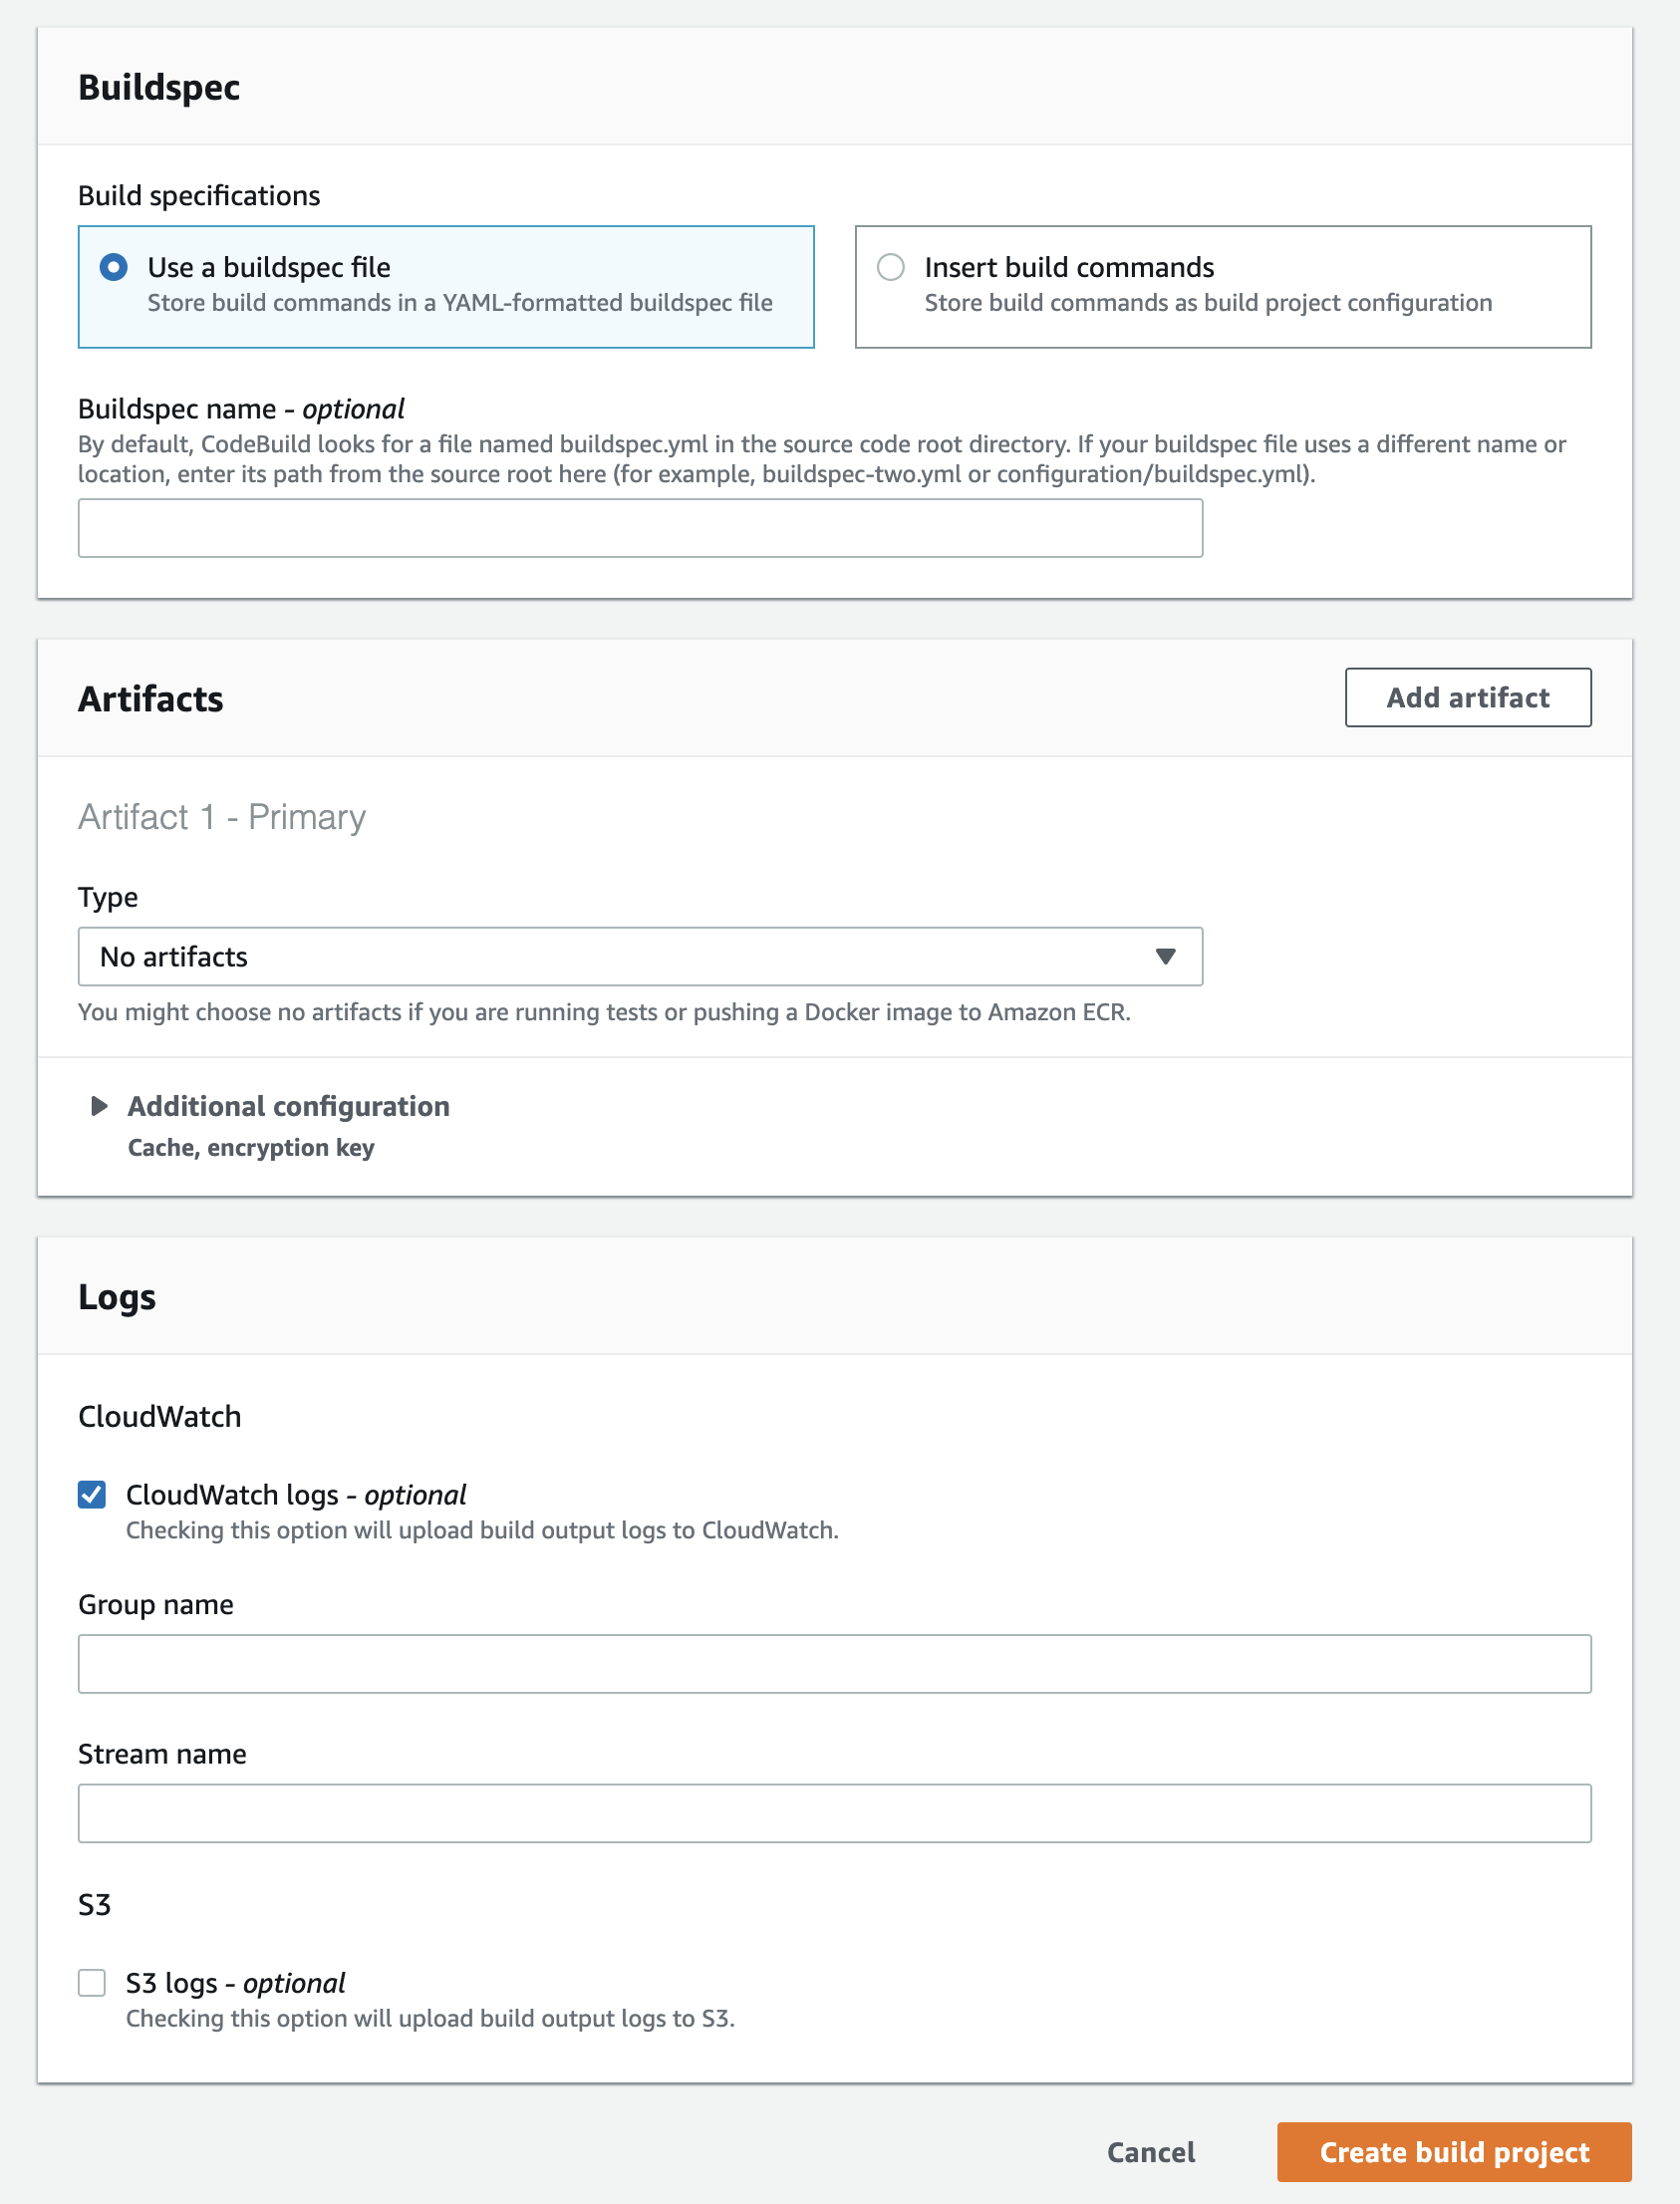 Buildspec
Build specifications
Use a buildspec file
Store build commands in a YAML-formatted buildspec file
Insert build commands
Store build commands as build project configuration
Buildspec name - optional
By default, CodeBuild looks for a file named buildspec.yml in the source code root directory. If your buildspec file uses a different name or
location, enter its path from the source root here (for example, buildspec-two.yml or configuration/buildspec.yml).
Artifacts
Add artifact
Artifact 1 - Primary
Type
No artifacts
You might choose no artifacts if you are running tests or pushing a Docker image to Amazon ECR.
Additional configuration
Cache, encryption key
Logs
CloudWatch
CloudWatch logs - optional
Checking this option will upload build output logs to CloudWatch.
Group name
Stream name
S3
S3 logs - optional
Checking this option will upload build output logs to S3.
Cancel
Create build project